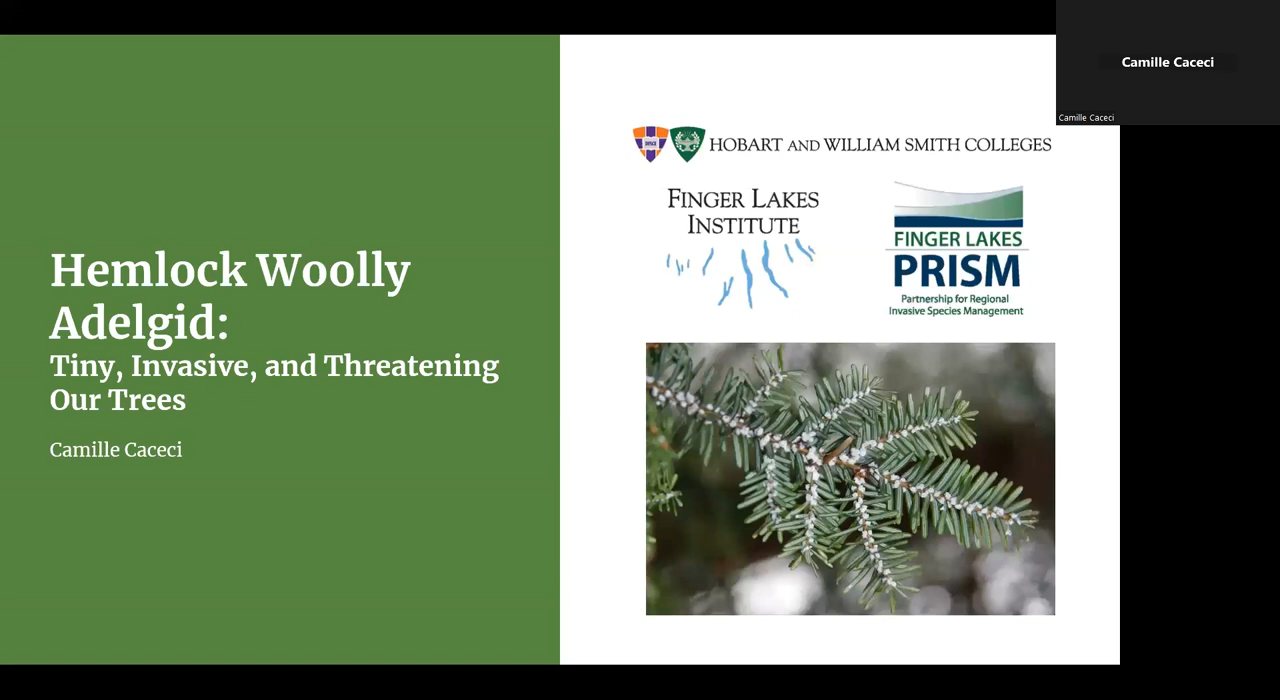 Camille Caceci
Camille Caceci
HOBART AND WILLIAM SMITH COLLEGES
FINGER LAKES
INSTITUTE
FINGER LAKES
PRISM
Partnership for Regional
Invasive Species Management
Hemlock Woolly
Adelgid:
Tiny, Invasive, and Threatening
Our Trees
Camille Caceci